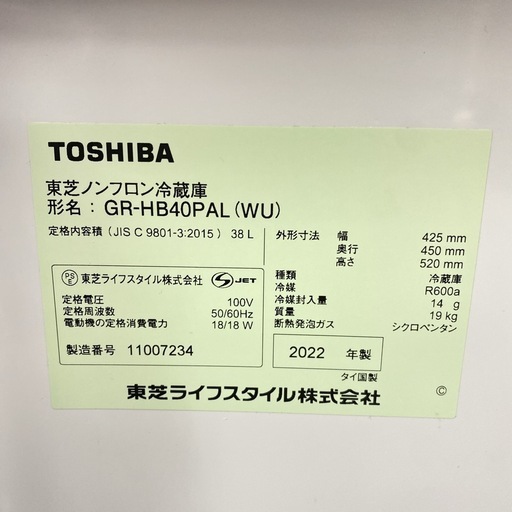 TOSHIBA
東芝ノンフロン冷蔵庫
形名：GR-HB40PAL(WU)
定格内容積（JIS C 9801-3:2015） 38 L
PS E 東芝ライフスタイル株式会社 JET
定格電圧 100V
定格周波数 50/60Hz
電動機の定格消費電力 18/18 W
製造番号 11007234
外形寸法 幅 425 mm
奥行 450 mm
高さ 520 mm
種類 冷蔵庫
冷媒 R600a
冷媒封入量 14 g
質量 19 kg
断熱発泡ガス シクロペンタン
2022 年製
タイ国製
東芝ライフスタイル株式会社 ©